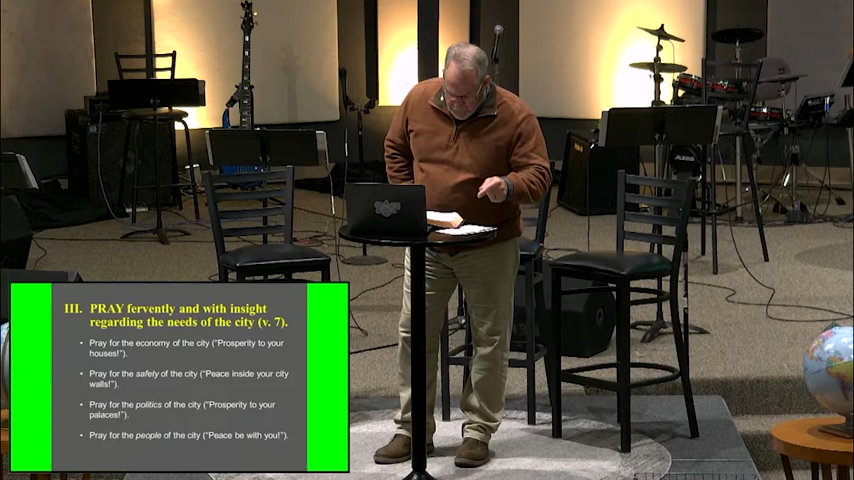 III. PRAY fervently and with insight
regarding the needs of the city (v. 7).
• Pray for the economy of the city ("Prosperity to your
houses!").
• Pray for the safety of the city ("Peace inside your city
walls!").
• Pray for the politics of the city ("Prosperity to your
palaces!").
• Pray for the people of the city ("Peace be with you!").
ALESIS